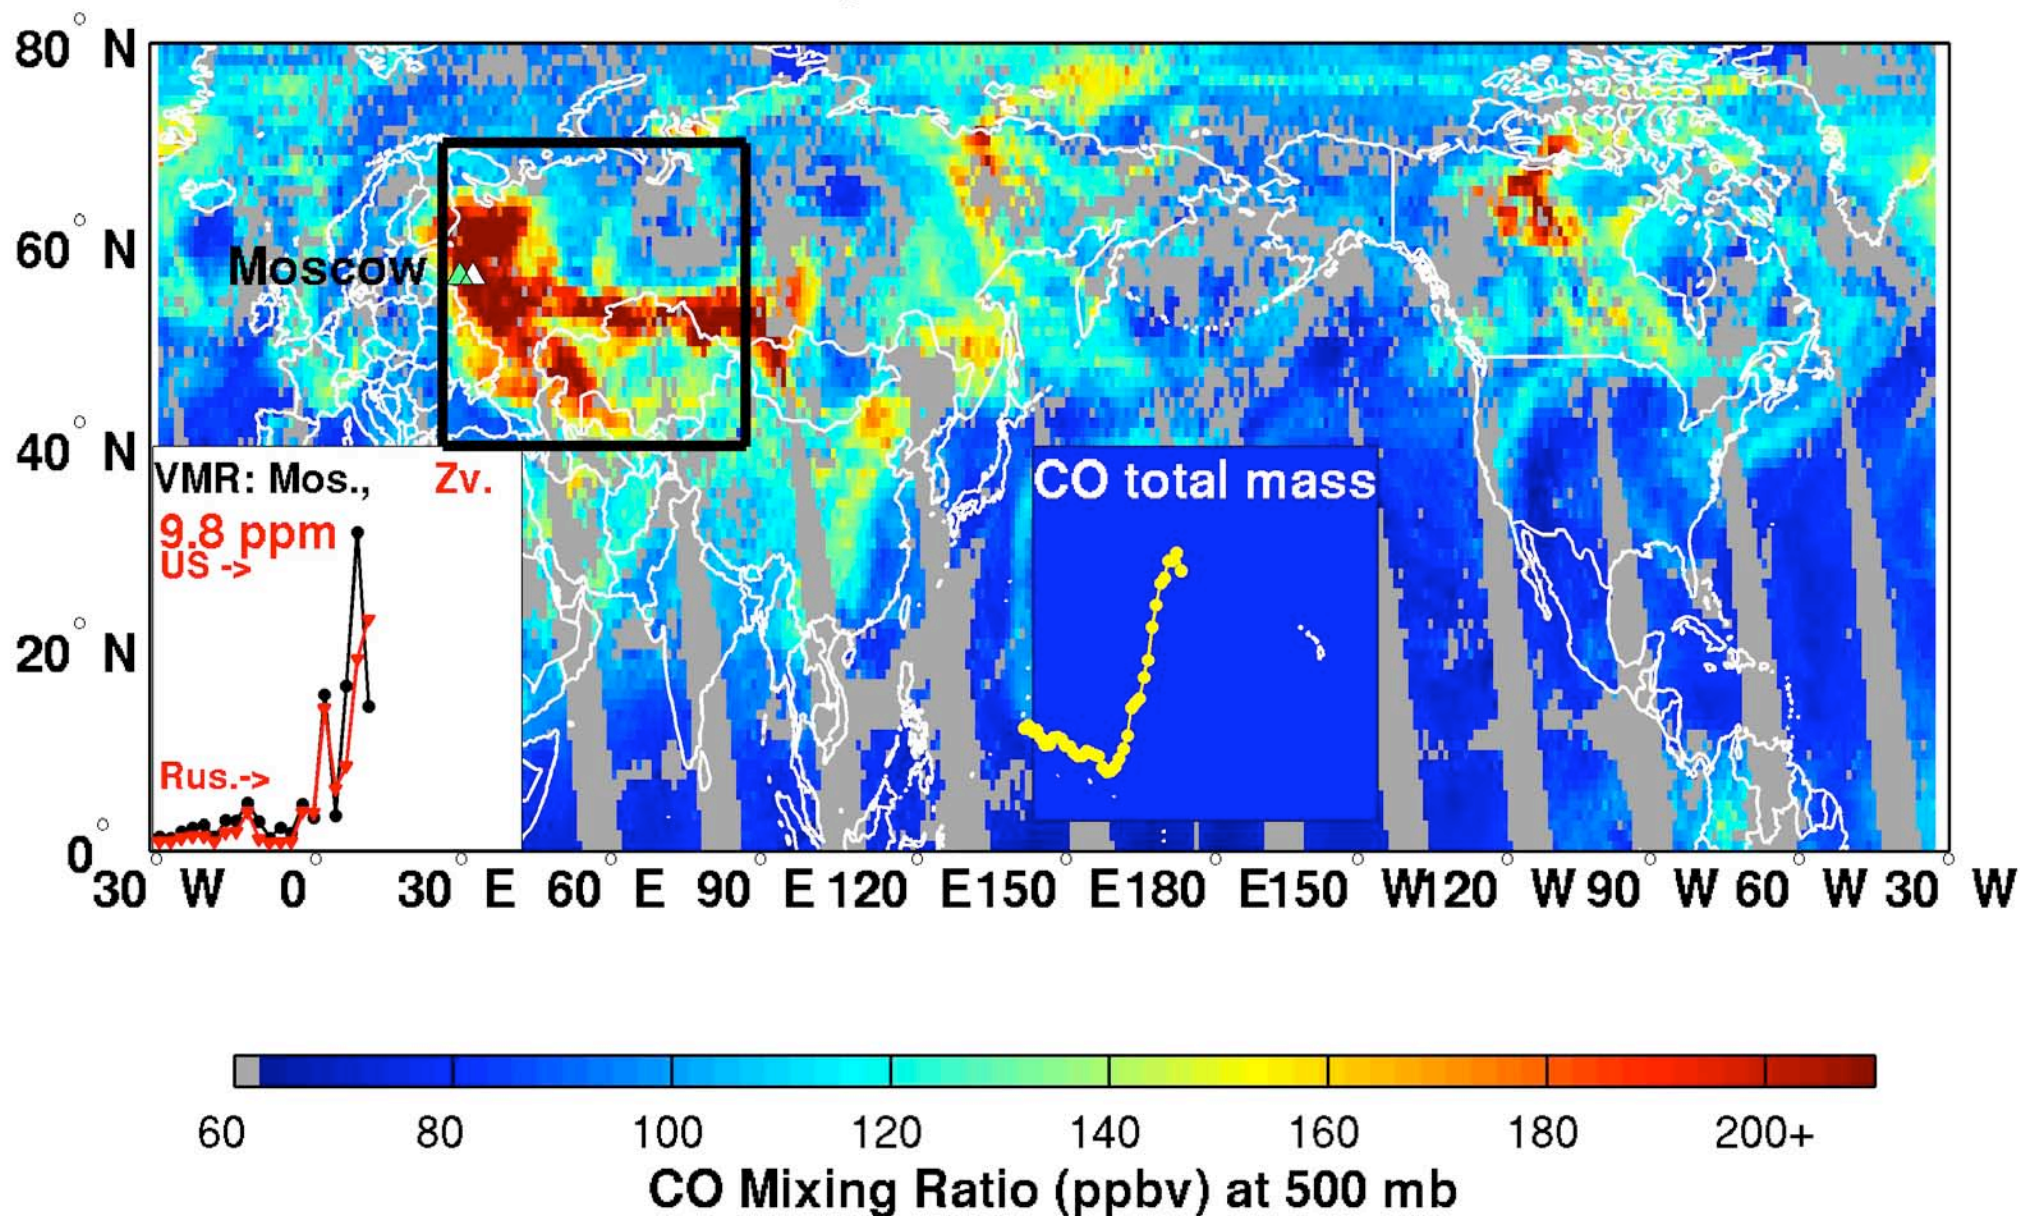 80° N
60° N
Moscow
40° N
VMR: Mos., Zv.
9.8 ppm
US ->
CO total mass
20° N
Rus.->
0°
30 W 0 30 E 60 E 90 E 120 E 150 E 180 E 150 W 120 W 90 W 60 W 30 W
60 80 100 120 140 160 180 200+
CO Mixing Ratio (ppbv) at 500 mb